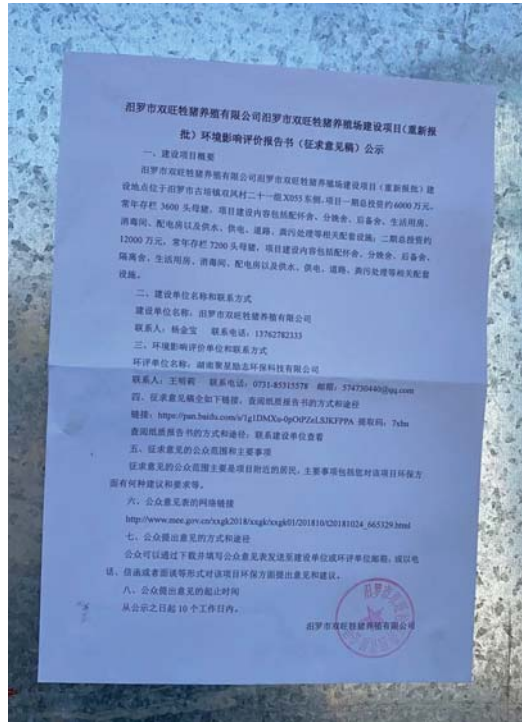 汨罗市双旺牲猪养殖有限公司汨罗市双旺牲猪养殖场建设项目(重新报
批)环境影响评价报告书(征求意见稿)公示
一、建设项目概要
汨罗市双旺牲猪养殖有限公司汨罗市双旺牲猪养殖场建设项目(重新报批)建
设地点位于汨罗市古培镇双凤村二十一组X055东侧,项目一期总投资约6000万元,
常年存栏3600头母猪,项目建设内容包括配怀舍、分娩舍、后备舍、生活用房、
消毒间、配电房以及供水、供电、道路、粪污处理等相关配套设施;二期总投资约
12000万元,常年存栏7200头母猪,项目建设内容包括配怀舍、分娩舍、后备舍、
隔离舍、生活用房、消毒间、配电房以及供水、供电、道路、粪污处理等相关配套
设施。
二、建设单位名称和联系方式
建设单位名称:汨罗市双旺牲猪养殖有限公司
联系人:杨金宝 联系电话:13762782333
三、环境影响评价单位和联系方式
环评单位名称:湖南聚星励志环保科技有限公司
联系人:王明莉 联系电话:0731-85315578 邮箱:574730440@qq.com
四、征求意见稿全如下链接、查阅纸质报告书的方式和途径
链接:https://pan.baidu.com/s/1g1DMXu-0pOiPZeLSJKFPPA 提取码:7xbs
查阅纸质报告书的方式和途径:联系建设单位查看
五、征求意见的公众范围和主要事项
征求意见的公众范围主要是项目附近的居民,主要事项包括您对该项目环保方
面有何种建议和要求等。
六、公众意见表的网络链接
http://www.mee.gov.cn/xxgk2018/xxgk/xxgk01/201810/t20181024_665329.html
七、公众提出意见的方式和途径
公众可以通过下载并填写公众意见表发送至建设单位或环评单位邮箱,或以电
话、信函或者面谈等形式对该项目环保方面提出意见和建议。
八、公众提出意见的起止时间
从公示之日起10个工作日内。
汨罗市双旺牲猪养殖有限公司